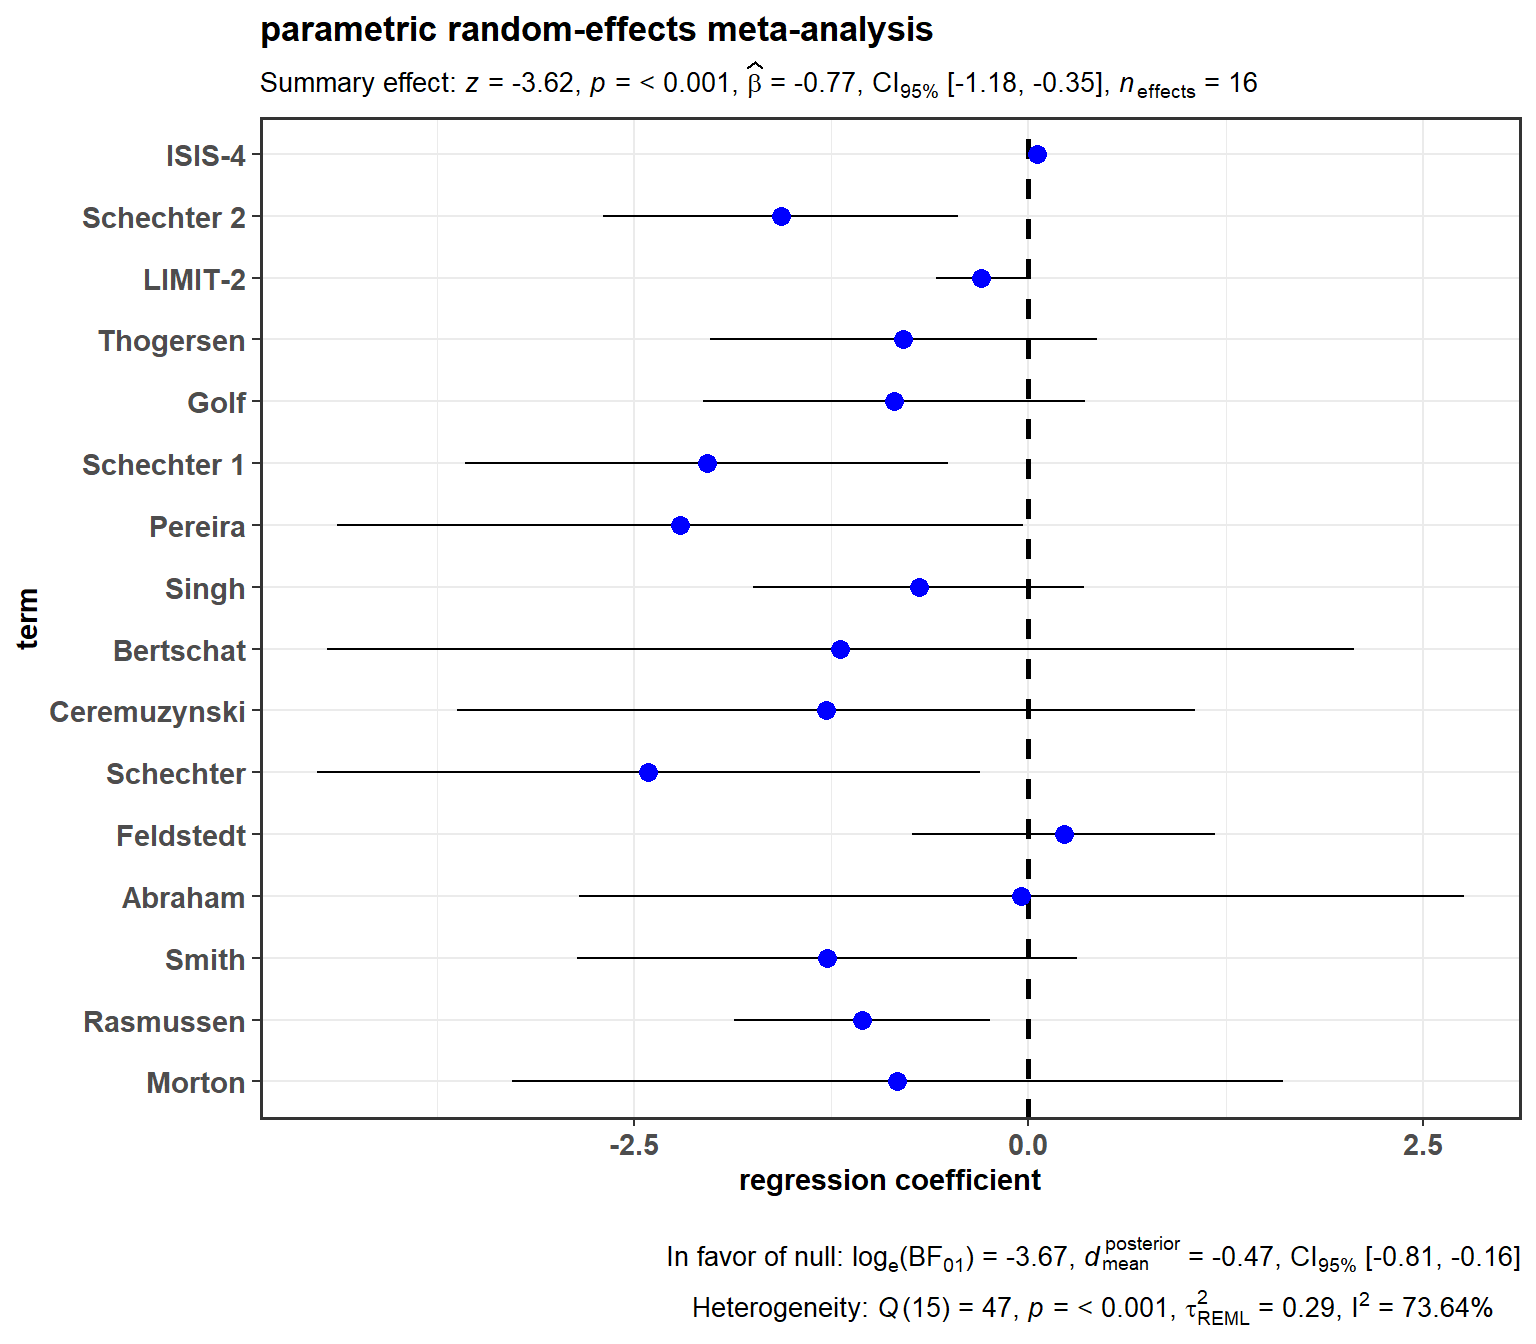 parametric random-effects meta-analysis
Summary effect: z = -3.62, p = < 0.001, β̂ = -0.77, CI95% [-1.18, -0.35], neffects = 16
ISIS-4
Schechter 2
LIMIT-2
Thogersen
Golf
Schechter 1
Pereira
Singh
Bertschat
Ceremuzynski
Schechter
Feldstedt
Abraham
Smith
Rasmussen
Morton
term
-2.5 0.0 2.5
regression coefficient
In favor of null: loge(BF01) = -3.67, d posterior mean = -0.47, CI95% [-0.81, -0.16]
Heterogeneity: Q(15) = 47, p = < 0.001, τ²REML = 0.29, I² = 73.64%